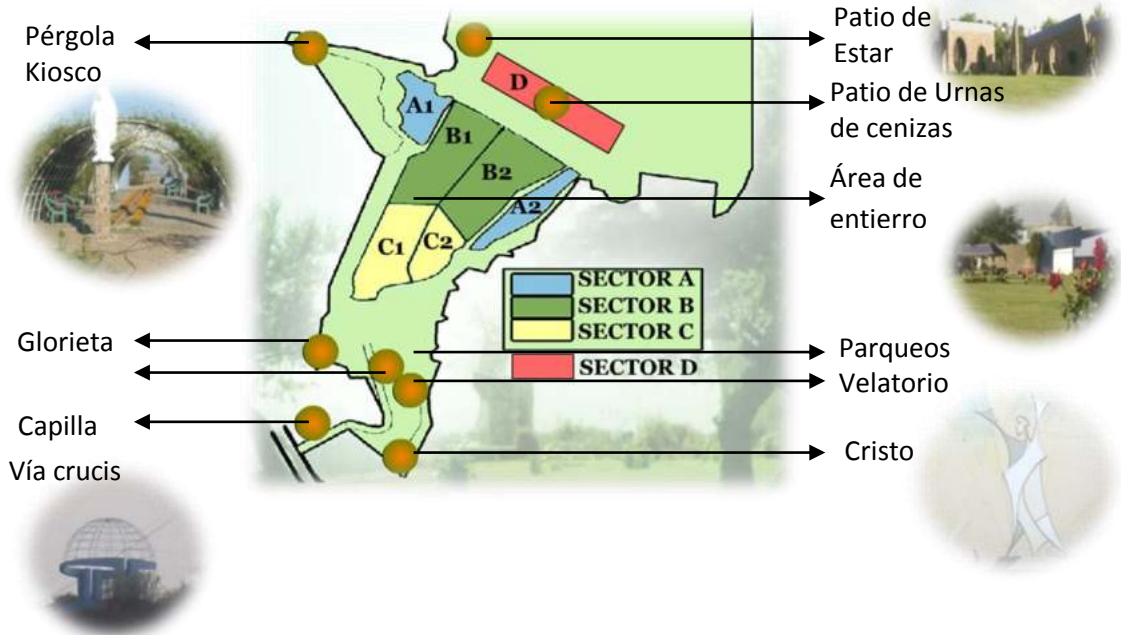 Pérgola
Kiosco
Glorieta
Capilla
Vía crucis
A1
B1
B2
A2
C1
C2
D
SECTOR A
SECTOR B
SECTOR C
SECTOR D
Patio de
Estar
Patio de Urnas
de cenizas
Área de
entierro
Parqueos
Velatorio
Cristo